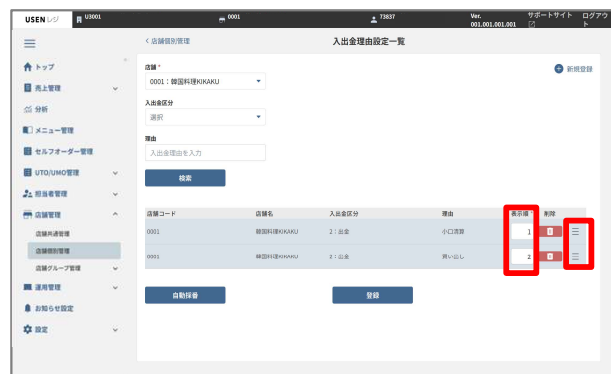 USEN レジ U3001 0001 73837 Ver. 001.001.001.001 サポートサイト ログアウト
< 店舗個別管理 入出金理由設定一覧
トップ
売上管理
分析
メニュー管理
セルフオーダー管理
UTO/UMO管理
担当者管理
店舗管理
店舗共通管理
店舗個別管理
店舗グループ管理
運用管理
お知らせ設定
設定
新規登録
店舗 *
0001：韓国料理KIKAKU
入出金区分
選択
理由
入出金理由を入力
検索
店舗コード 店舗名 入出金区分 理由 表示順 * 削除
0001 韓国料理KIKAKU 2：出金 小口清算 1
0001 韓国料理KIKAKU 2：出金 買い出し 2
自動採番 登録